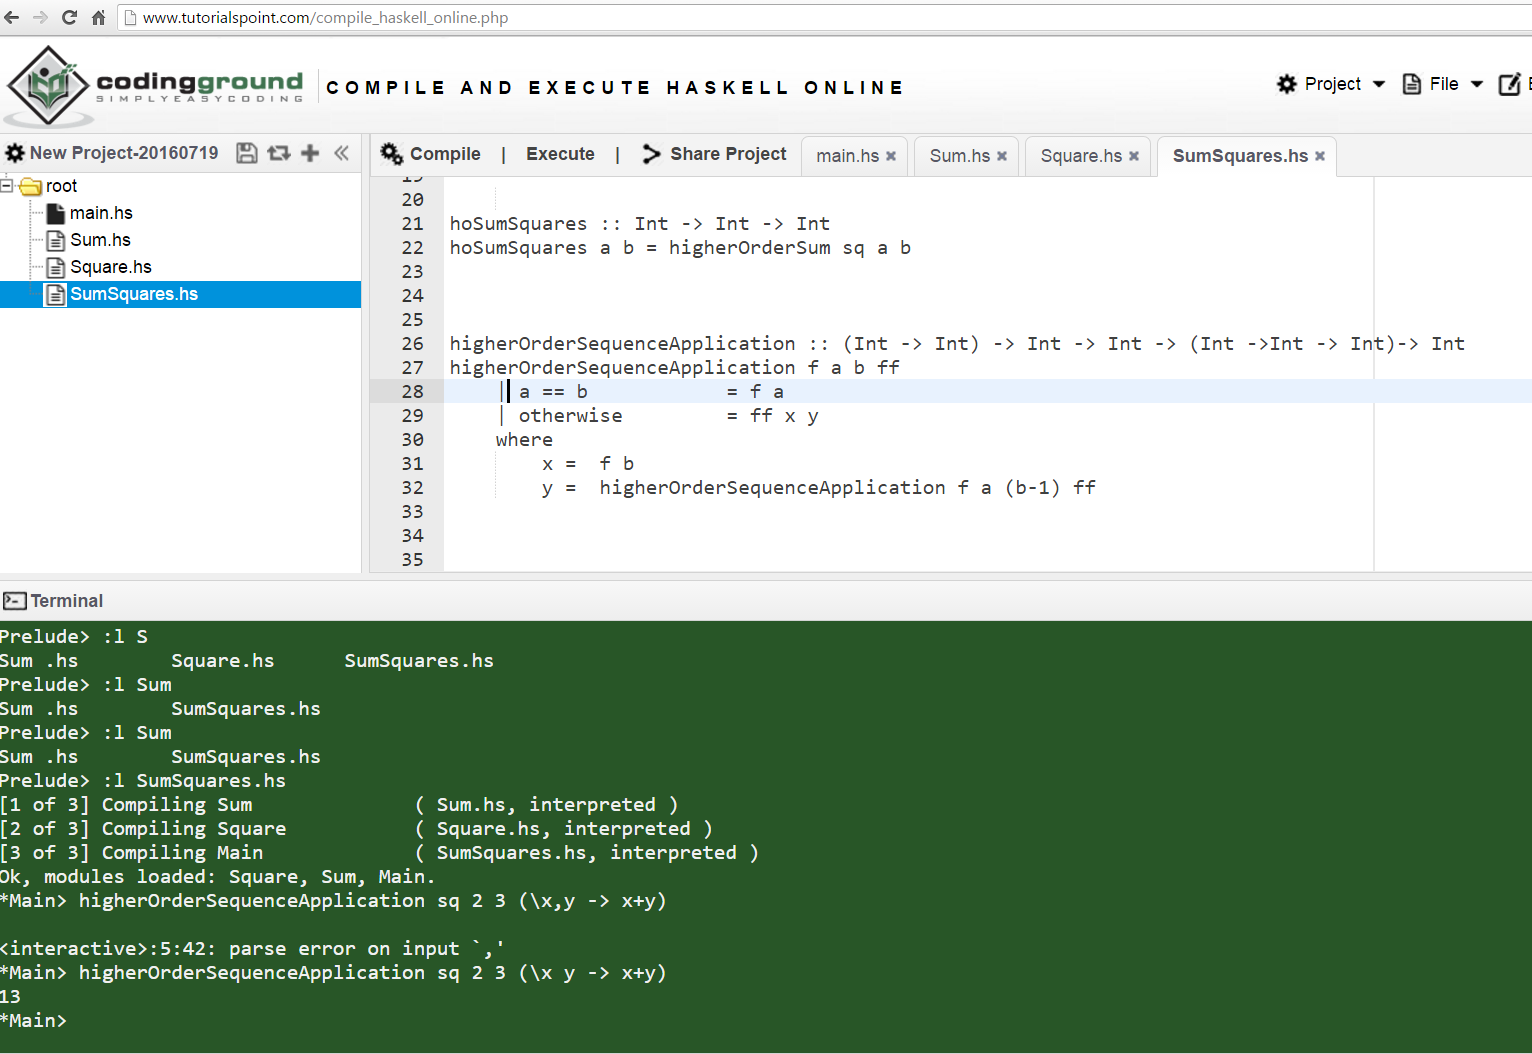 www.tutorialspoint.com/compile_haskell_online.php
codingground
SIMPLYEASYCODING
COMPILE AND EXECUTE HASKELL ONLINE
Project
File
New Project-20160719
Compile | Execute | Share Project
main.hs × Sum.hs × Square.hs × SumSquares.hs ×
root
main.hs
Sum.hs
Square.hs
SumSquares.hs
19
20
21 hoSumSquares :: Int -> Int -> Int
22 hoSumSquares a b = higherOrderSum sq a b
23
24
25
26 higherOrderSequenceApplication :: (Int -> Int) -> Int -> Int -> (Int ->Int -> Int)-> Int
27 higherOrderSequenceApplication f a b ff
28 | a == b = f a
29 | otherwise = ff x y
30 where
31 x = f b
32 y = higherOrderSequenceApplication f a (b-1) ff
33
34
35
Terminal
Prelude> :l S
Sum .hs Square.hs SumSquares.hs
Prelude> :l Sum
Sum .hs SumSquares.hs
Prelude> :l Sum
Sum .hs SumSquares.hs
Prelude> :l SumSquares.hs
[1 of 3] Compiling Sum ( Sum.hs, interpreted )
[2 of 3] Compiling Square ( Square.hs, interpreted )
[3 of 3] Compiling Main ( SumSquares.hs, interpreted )
Ok, modules loaded: Square, Sum, Main.
*Main> higherOrderSequenceApplication sq 2 3 (\x,y -> x+y)
<interactive>:5:42: parse error on input `,'
*Main> higherOrderSequenceApplication sq 2 3 (\x y -> x+y)
13
*Main>